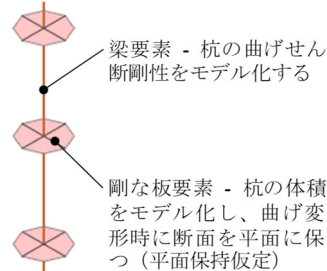 梁要素 - 杭の曲げせん
断剛性をモデル化する
剛な板要素 - 杭の体積
をモデル化し、曲げ変
形時に断面を平面に保
つ（平面保持仮定）